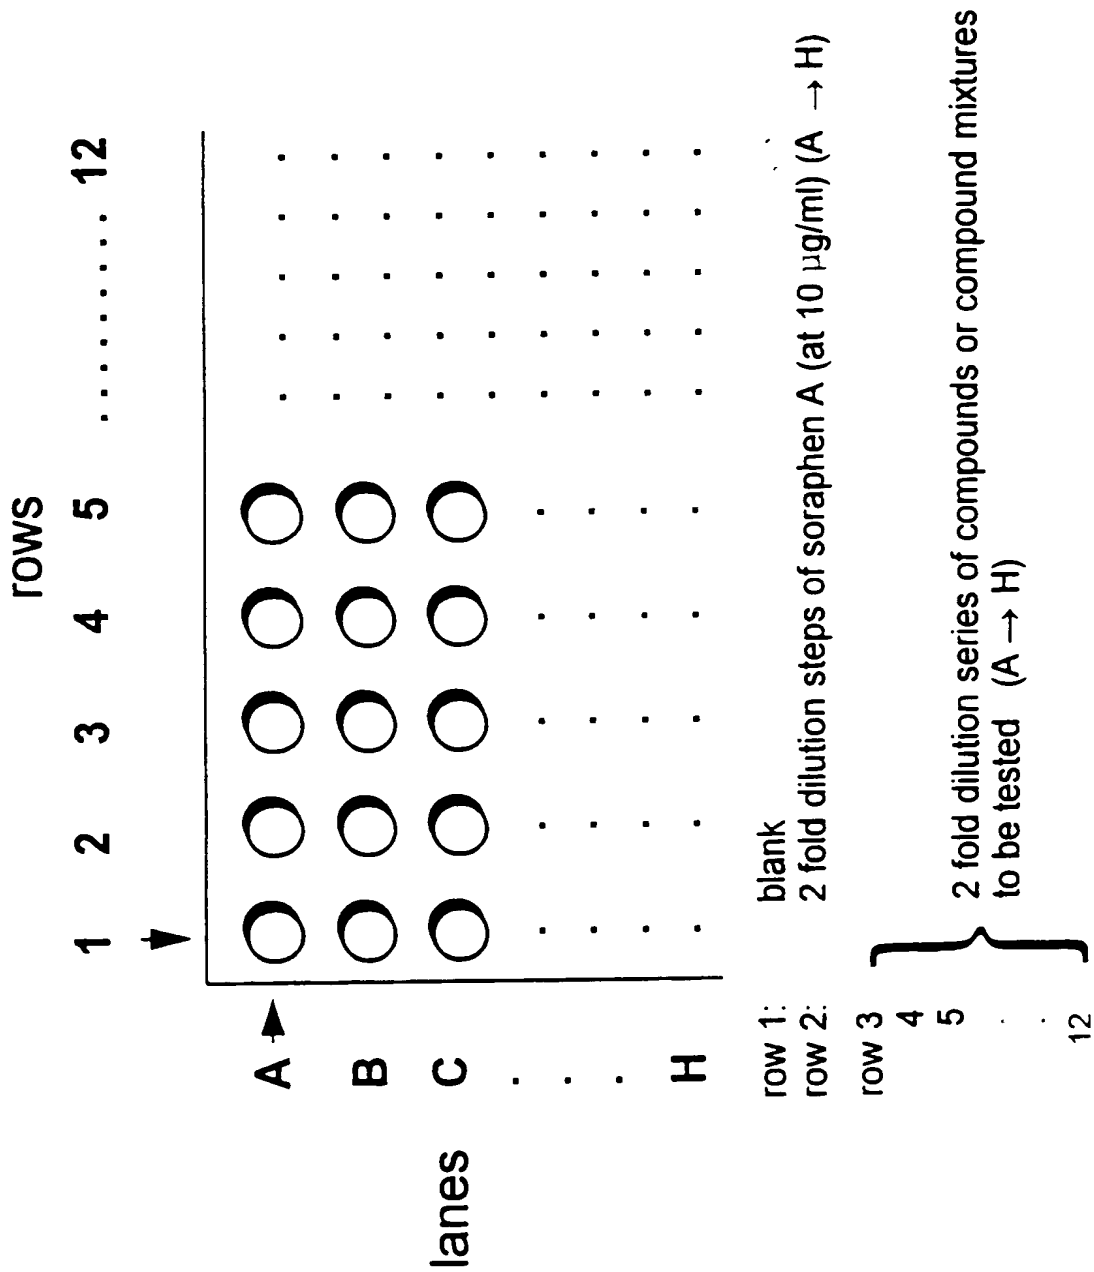 rows
1 2 3 4 5 ......... 12
A
B
C
.
.
.
H
lanes
row 1: blank
row 2: 2 fold dilution steps of soraphen A (at 10 µg/ml) (A → H)
row 3
4
5
.
.
12
2 fold dilution series of compounds or compound mixtures
to be tested (A → H)